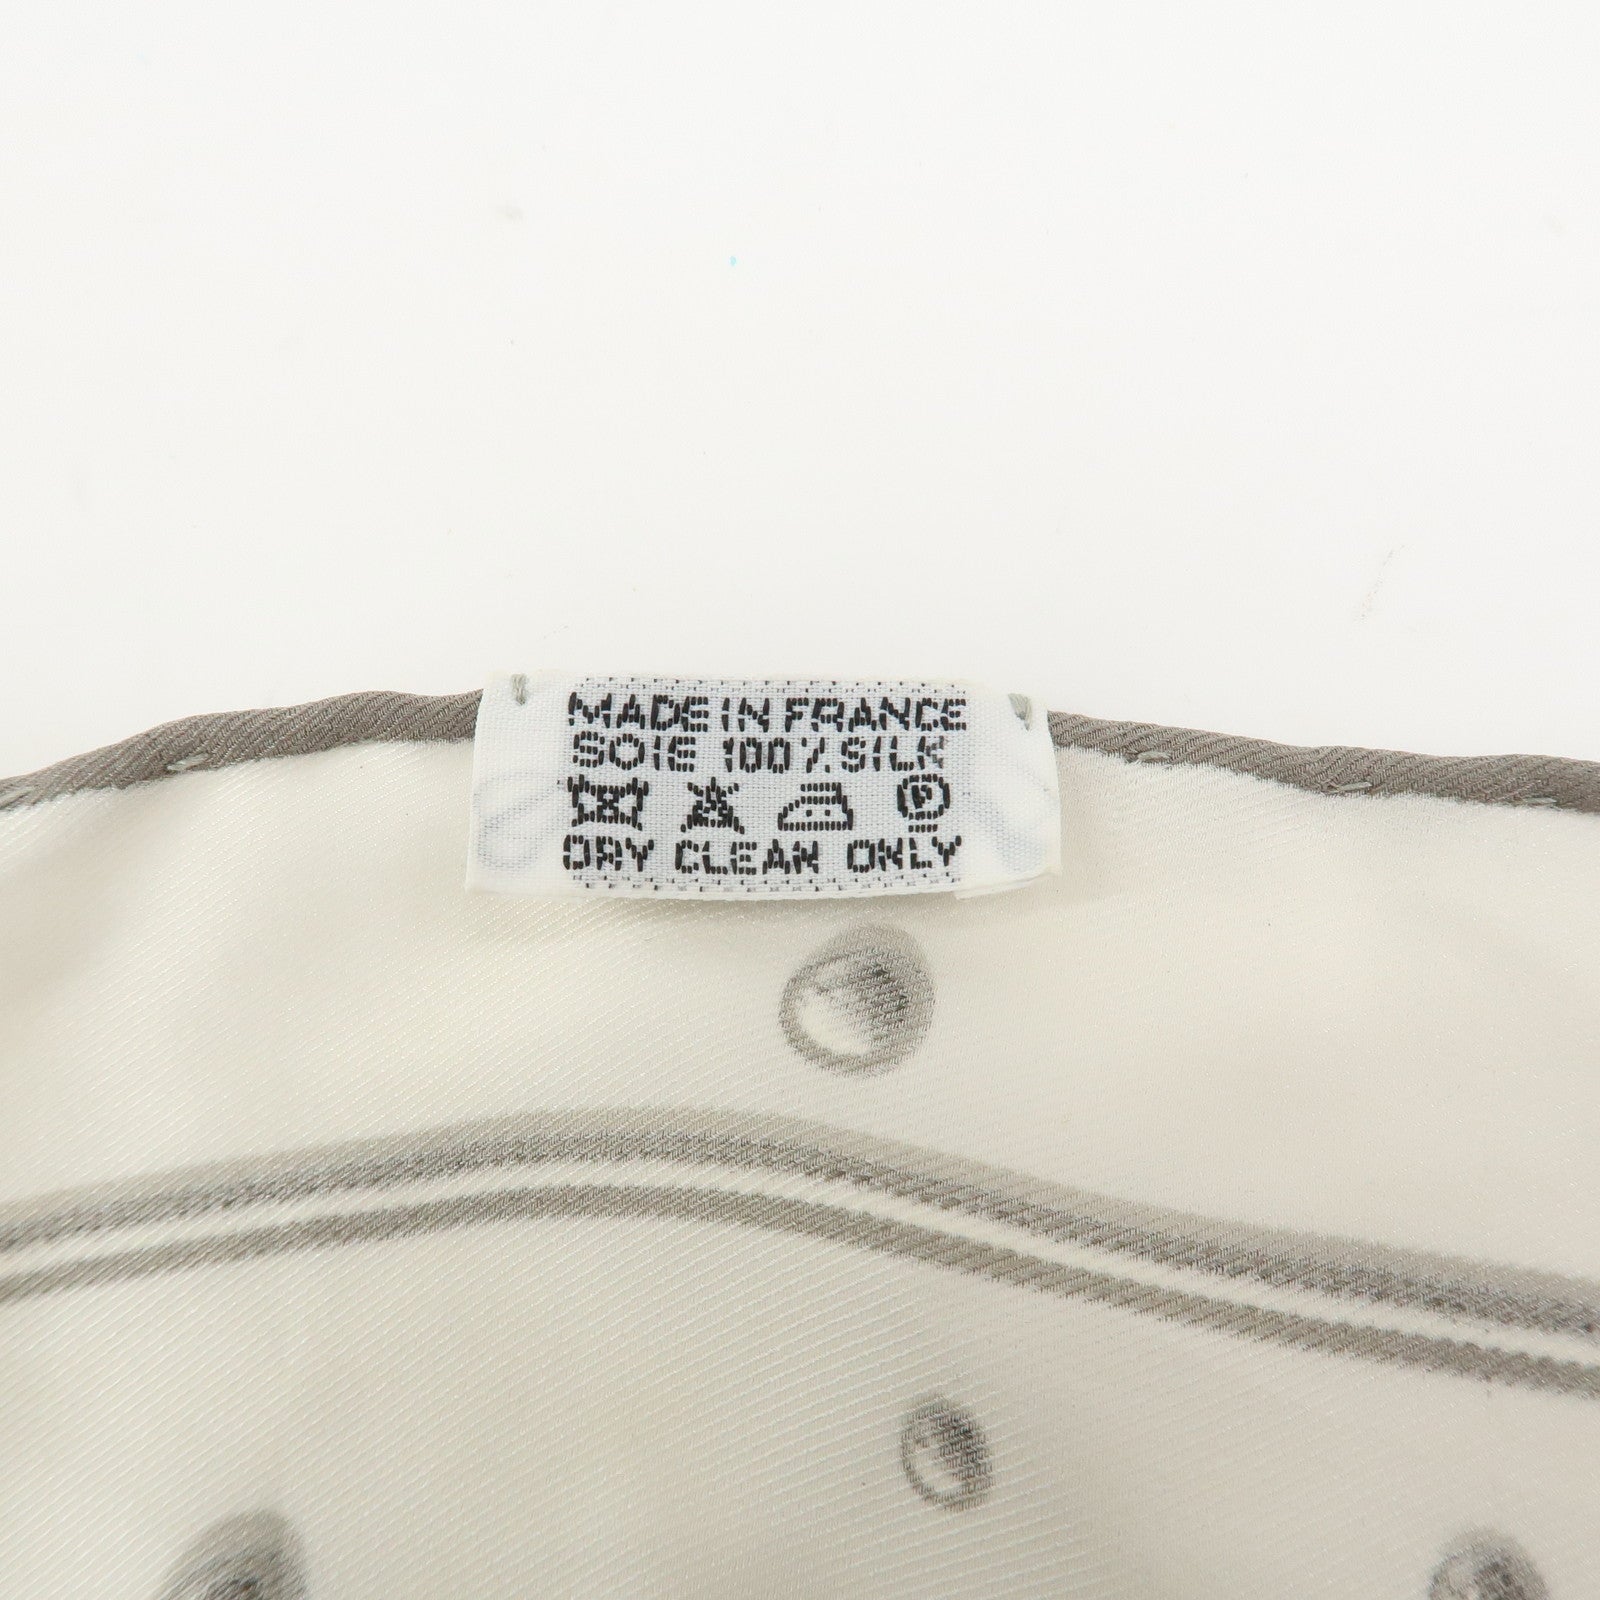 MADE IN FRANCE
SOIE 100% SILK
P
DRY CLEAN ONLY